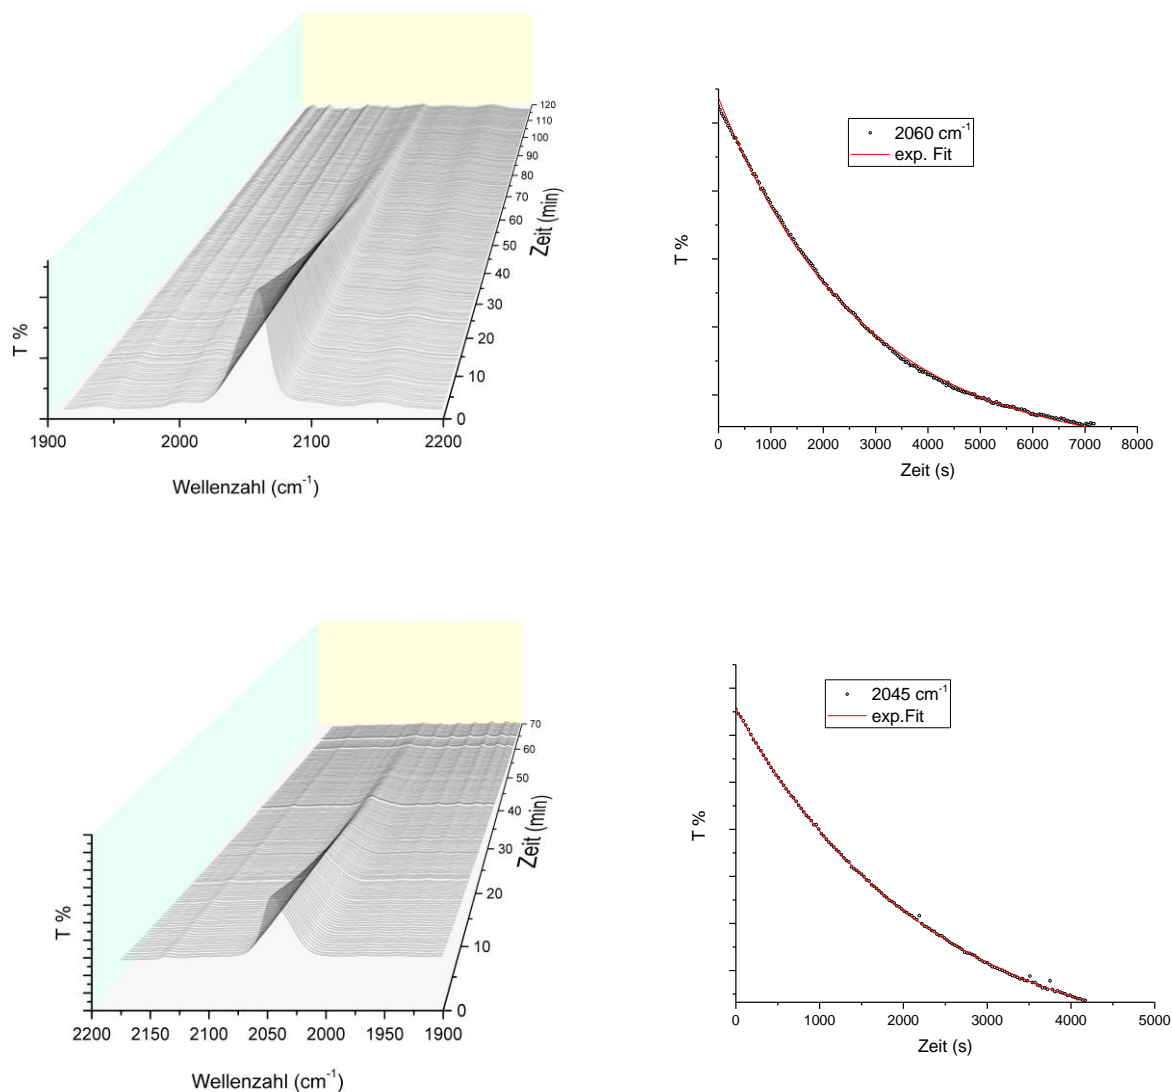 120
110
100
90
80
70
60
50
40
30
20
10
0
Zeit (min)
T %
1900 2000 2100 2200
Wellenzahl (cm⁻¹)
2060 cm⁻¹
exp. Fit
T %
0 1000 2000 3000 4000 5000 6000 7000 8000
Zeit (s)
70
60
50
40
30
20
10
0
Zeit (min)
T %
2200 2150 2100 2050 2000 1950 1900
Wellenzahl (cm⁻¹)
2045 cm⁻¹
exp.Fit
T %
0 1000 2000 3000 4000 5000
Zeit (s)